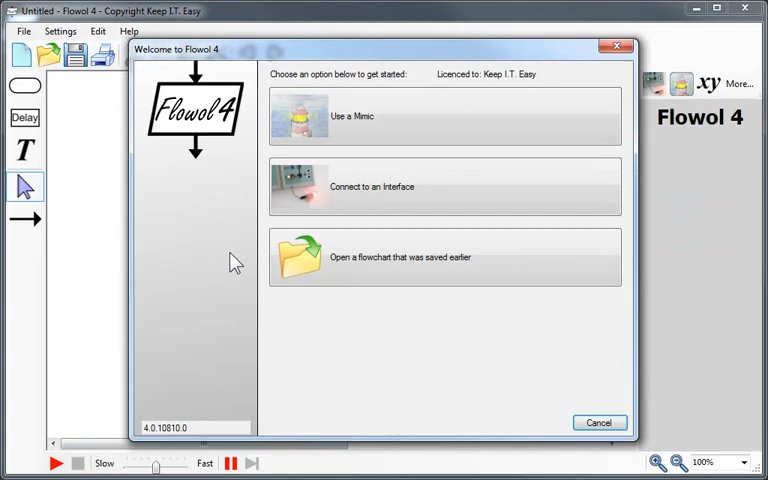 Untitled - Flowol 4 - Copyright Keep I.T. Easy
File Settings Edit Help
Welcome to Flowol 4
Choose an option below to get started: Licenced to: Keep I.T. Easy
Flowol 4
Use a Mimic
Connect to an Interface
Open a flowchart that was saved earlier
4.0.10810.0
Cancel
Delay
T
xy More...
Flowol 4
Slow Fast
100%